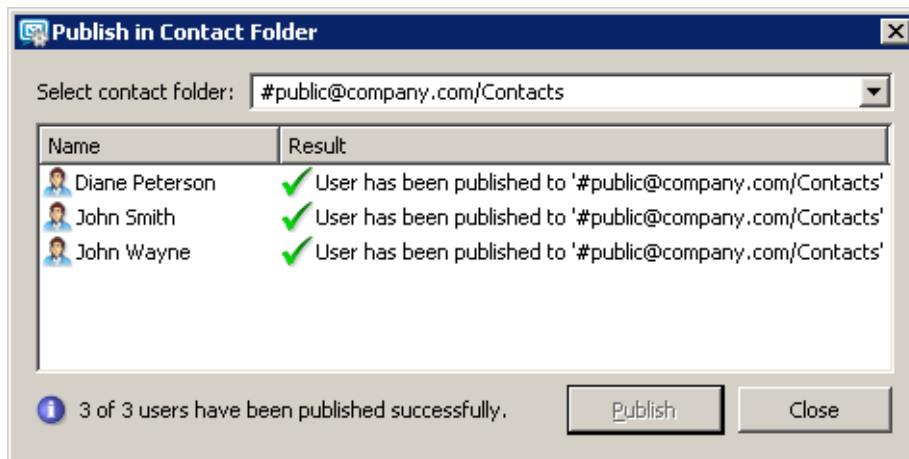 Publish in Contact Folder
Select contact folder: #public@company.com/Contacts
Name Result
Diane Peterson User has been published to '#public@company.com/Contacts'
John Smith User has been published to '#public@company.com/Contacts'
John Wayne User has been published to '#public@company.com/Contacts'
3 of 3 users have been published successfully. Publish Close